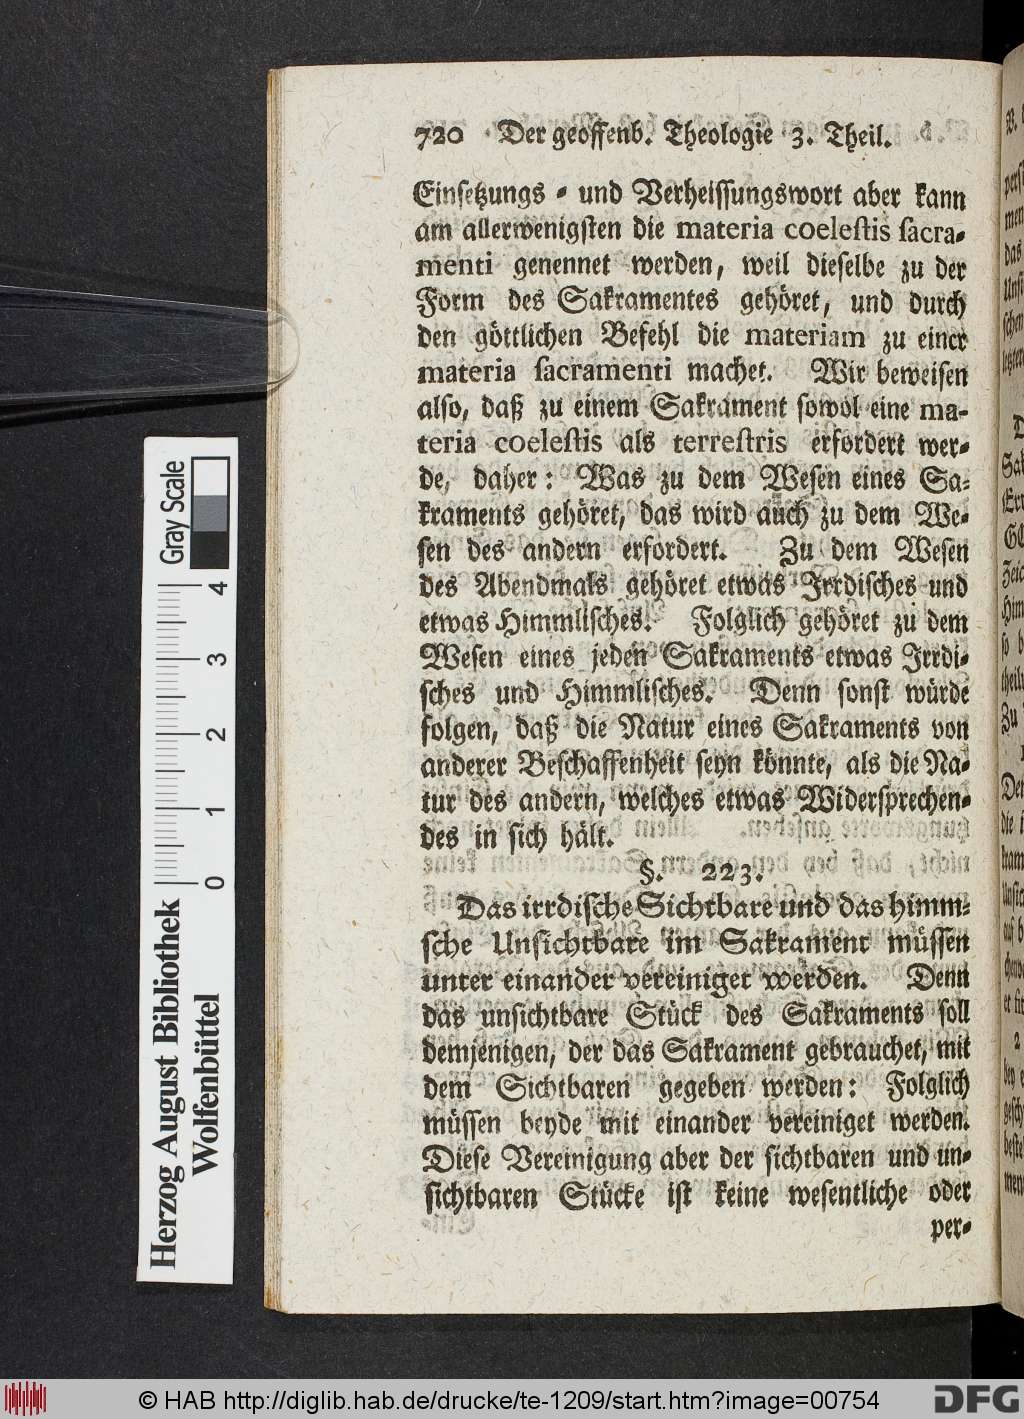 720 Der geoffenb. Theologie 3. Theil.
Einsetzungs - und Verheissungswort aber kann
am allerwenigsten die materia coelestis sacra-
menti genennet werden, weil dieselbe zu der
Form des Sakramentes gehöret, und durch
den göttlichen Befehl die materiam zu einer
materia sacramenti machet. Wir beweisen
also, daß zu einem Sakrament sowol eine ma-
teria coelestis als terrestris erfordert wer-
de, daher: Was zu dem Wesen eines Sa-
kraments gehöret, das wird auch zu dem We-
sen des andern erfordert. Zu dem Wesen
des Abendmals gehöret etwas Irrdisches und
etwas Himmlisches. Folglich gehöret zu dem
Wesen eines jeden Sakraments etwas Irrdi-
sches und Himmlisches. Denn sonst würde
folgen, daß die Natur eines Sakraments von
anderer Beschaffenheit seyn könnte, als die Na-
tur des andern, welches etwas Widersprechen-
des in sich hält.
§. 223.
Das irrdische Sichtbare und das himm-
sche Unsichtbare im Sakrament müssen
unter einander vereiniget werden. Denn
das unsichtbare Stück des Sakraments soll
demjenigen, der das Sakrament gebrauchet, mit
dem Sichtbaren gegeben werden: Folglich
müssen beyde mit einander vereiniget werden.
Diese Vereinigung aber der sichtbaren und un-
sichtbaren Stücke ist keine wesentliche oder
per-
Gray Scale
0 1 2 3 4
Herzog August Bibliothek
Wolfenbüttel
© HAB http://diglib.hab.de/drucke/te-1209/start.htm?image=00754
DFG